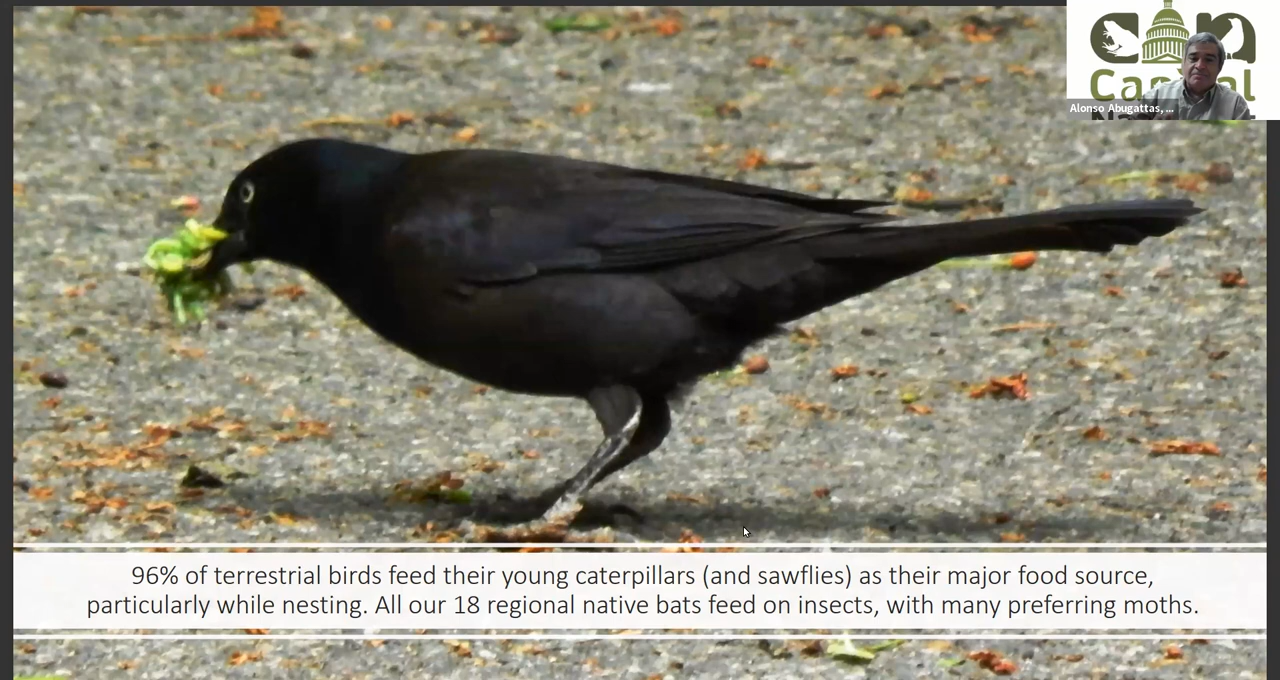 Alonso Abugattas, ...
96% of terrestrial birds feed their young caterpillars (and sawflies) as their major food source,
particularly while nesting. All our 18 regional native bats feed on insects, with many preferring moths.